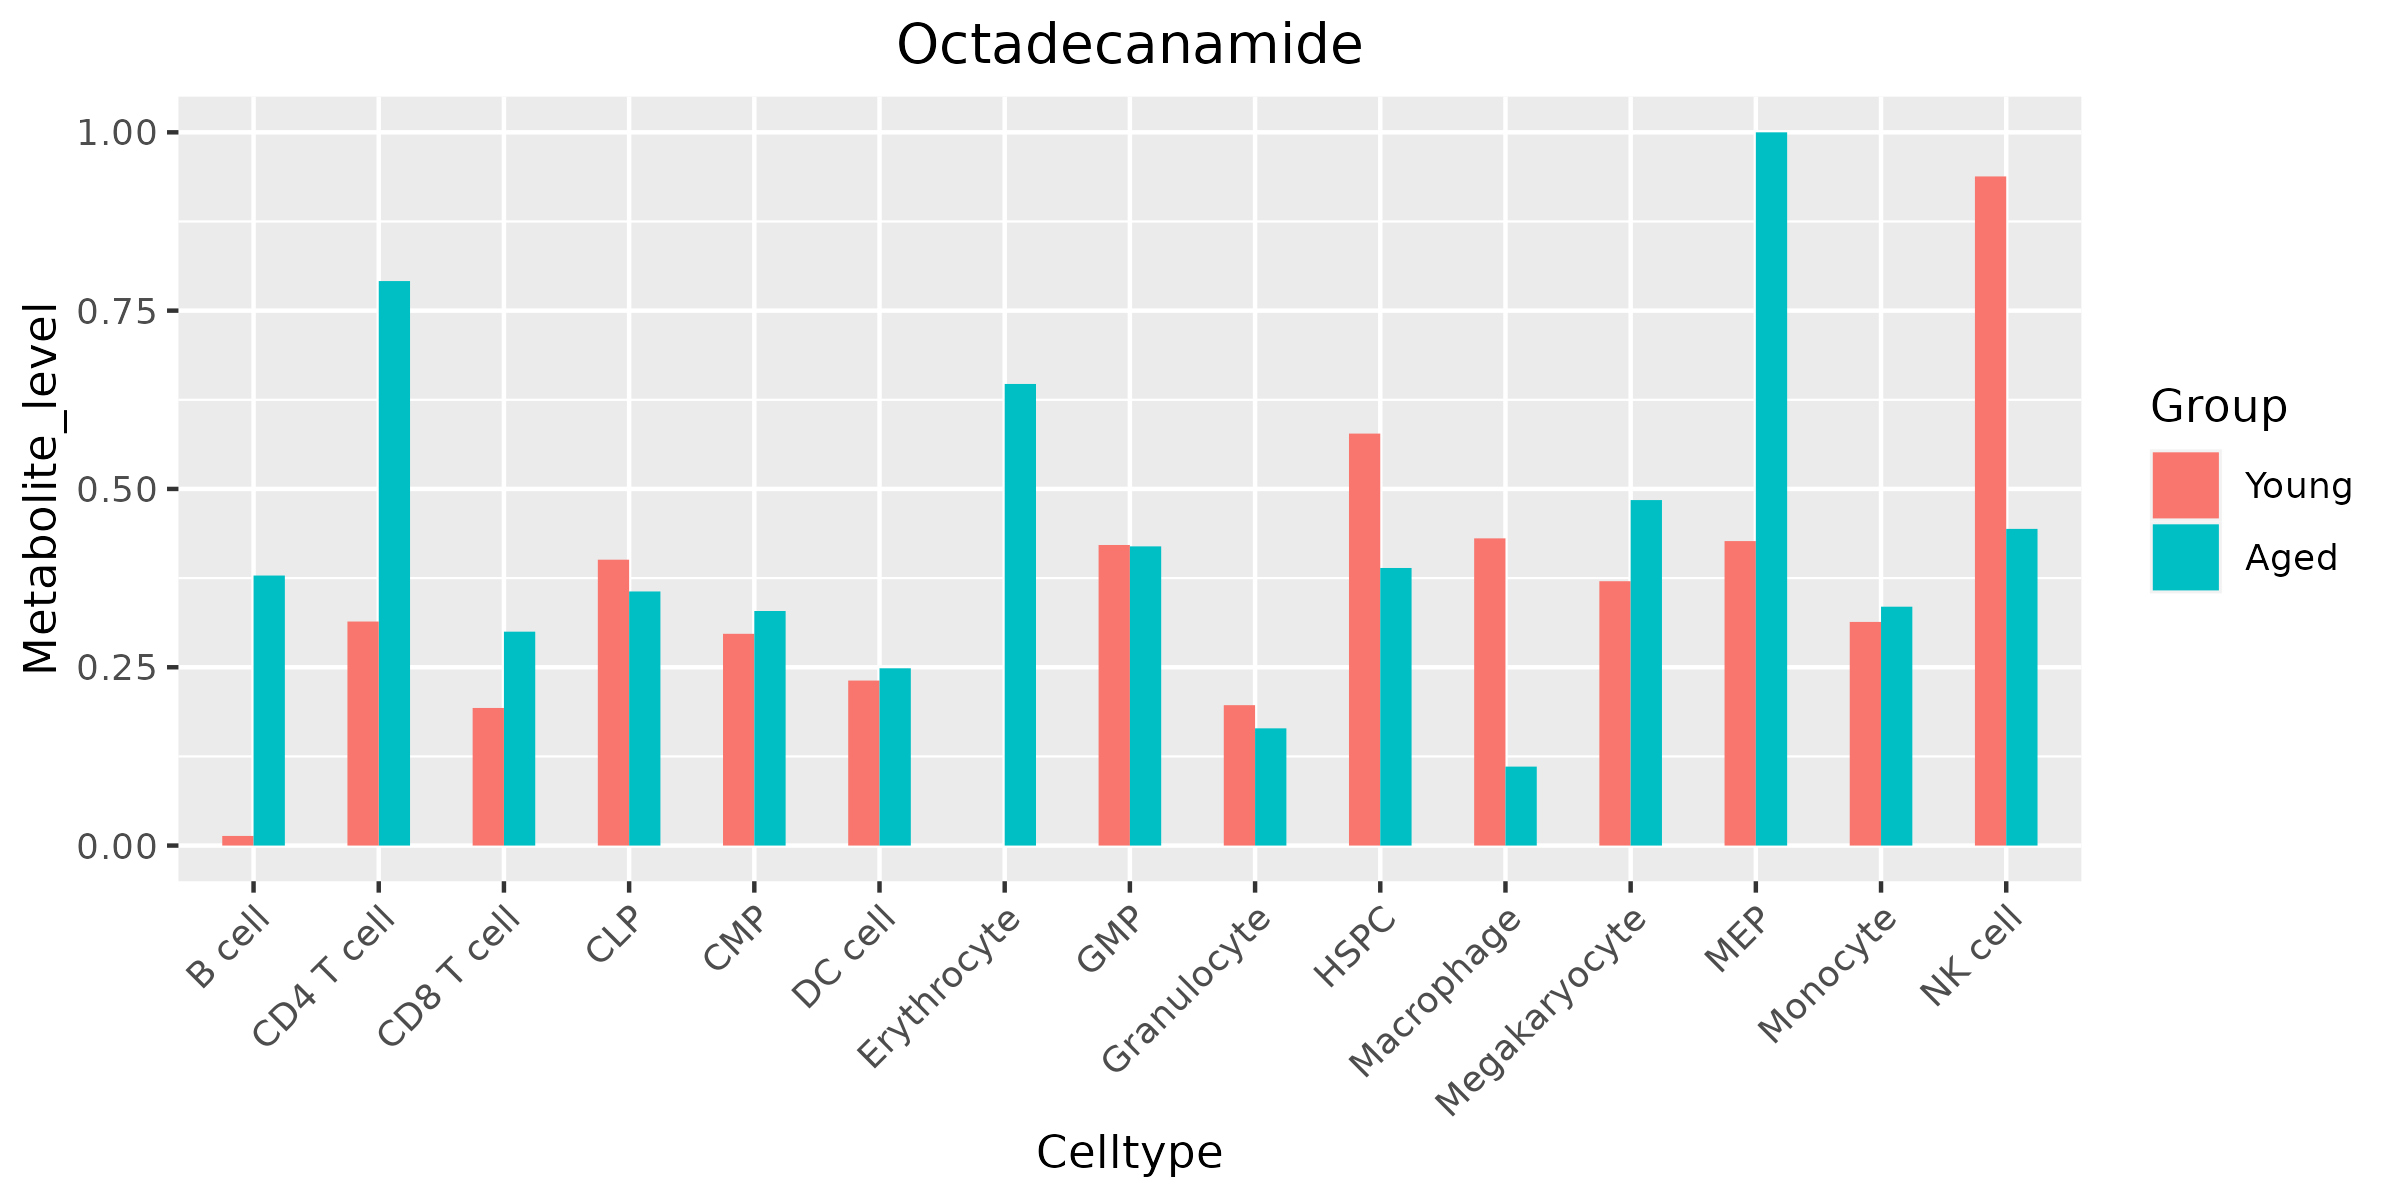 Octadecanamide
Metabolite_level
1.00
0.75
0.50
0.25
0.00
B cell
CD4 T cell
CD8 T cell
CLP
CMP
DC cell
Erythrocyte
GMP
Granulocyte
HSPC
Macrophage
Megakaryocyte
MEP
Monocyte
NK cell
Celltype
Group
Young
Aged